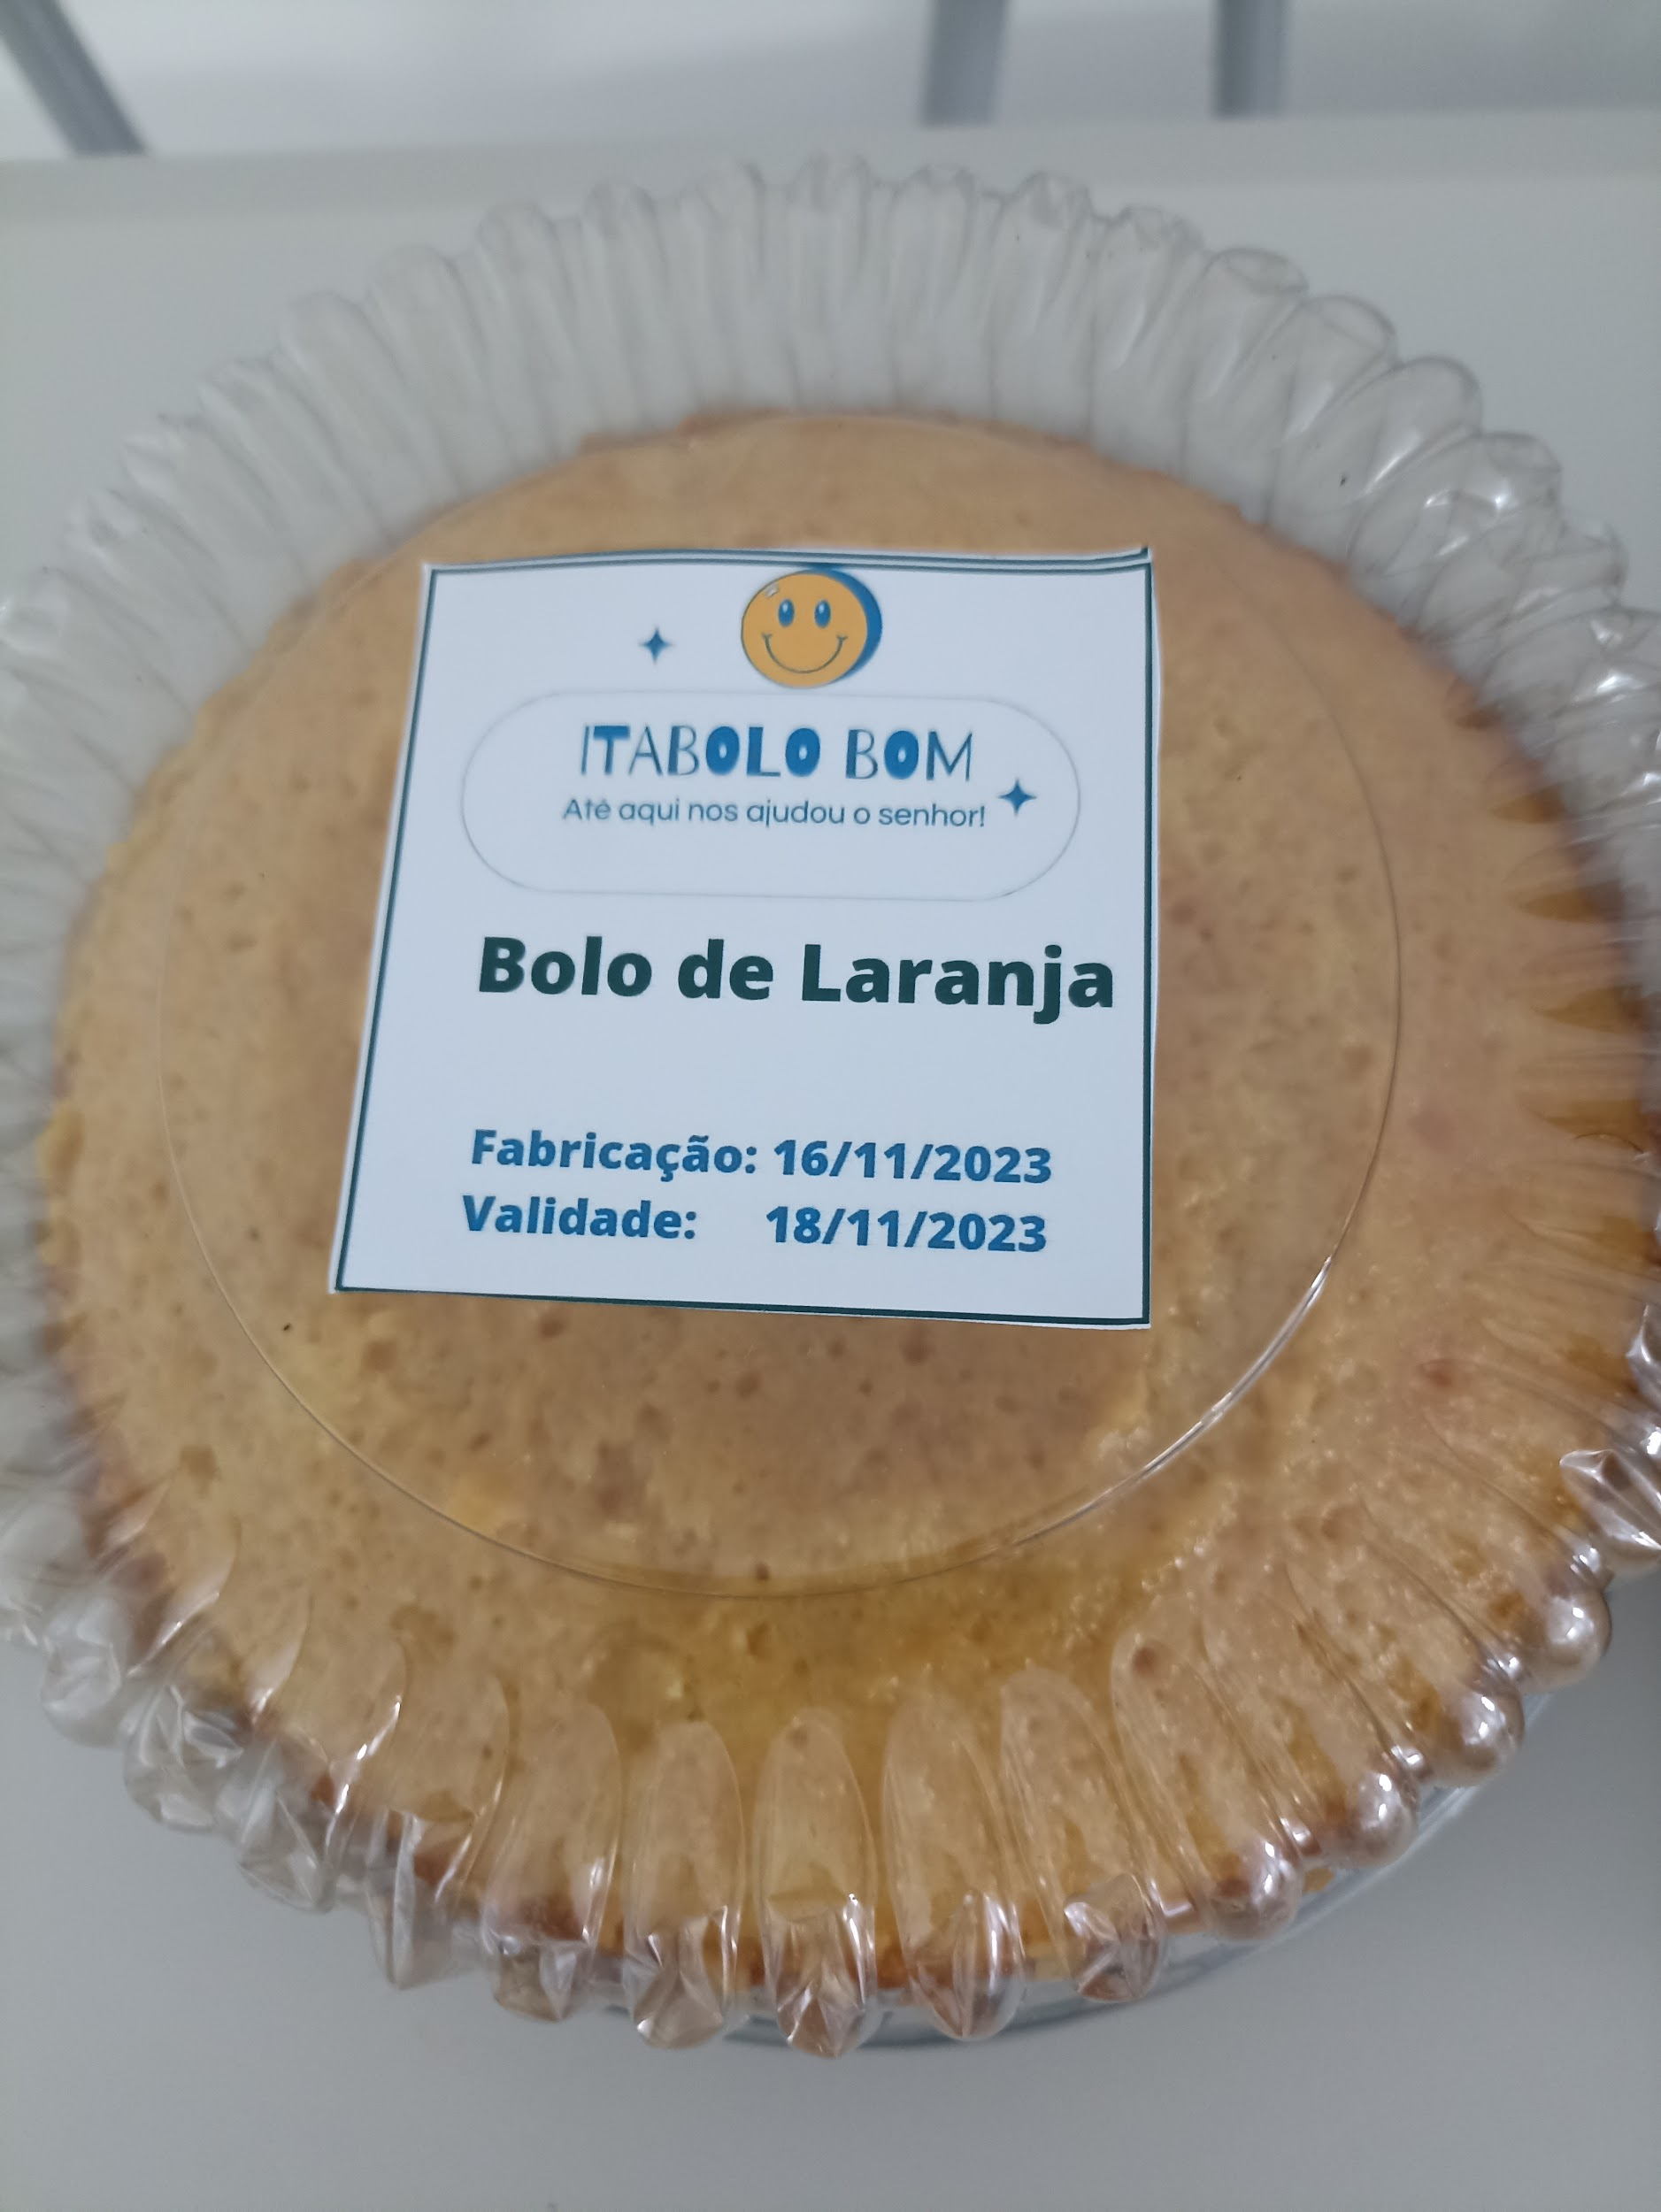 ITABOLO BOM
Até aqui nos ajudou o senhor!
Bolo de Laranja
Fabricação: 16/11/2023
Validade: 18/11/2023